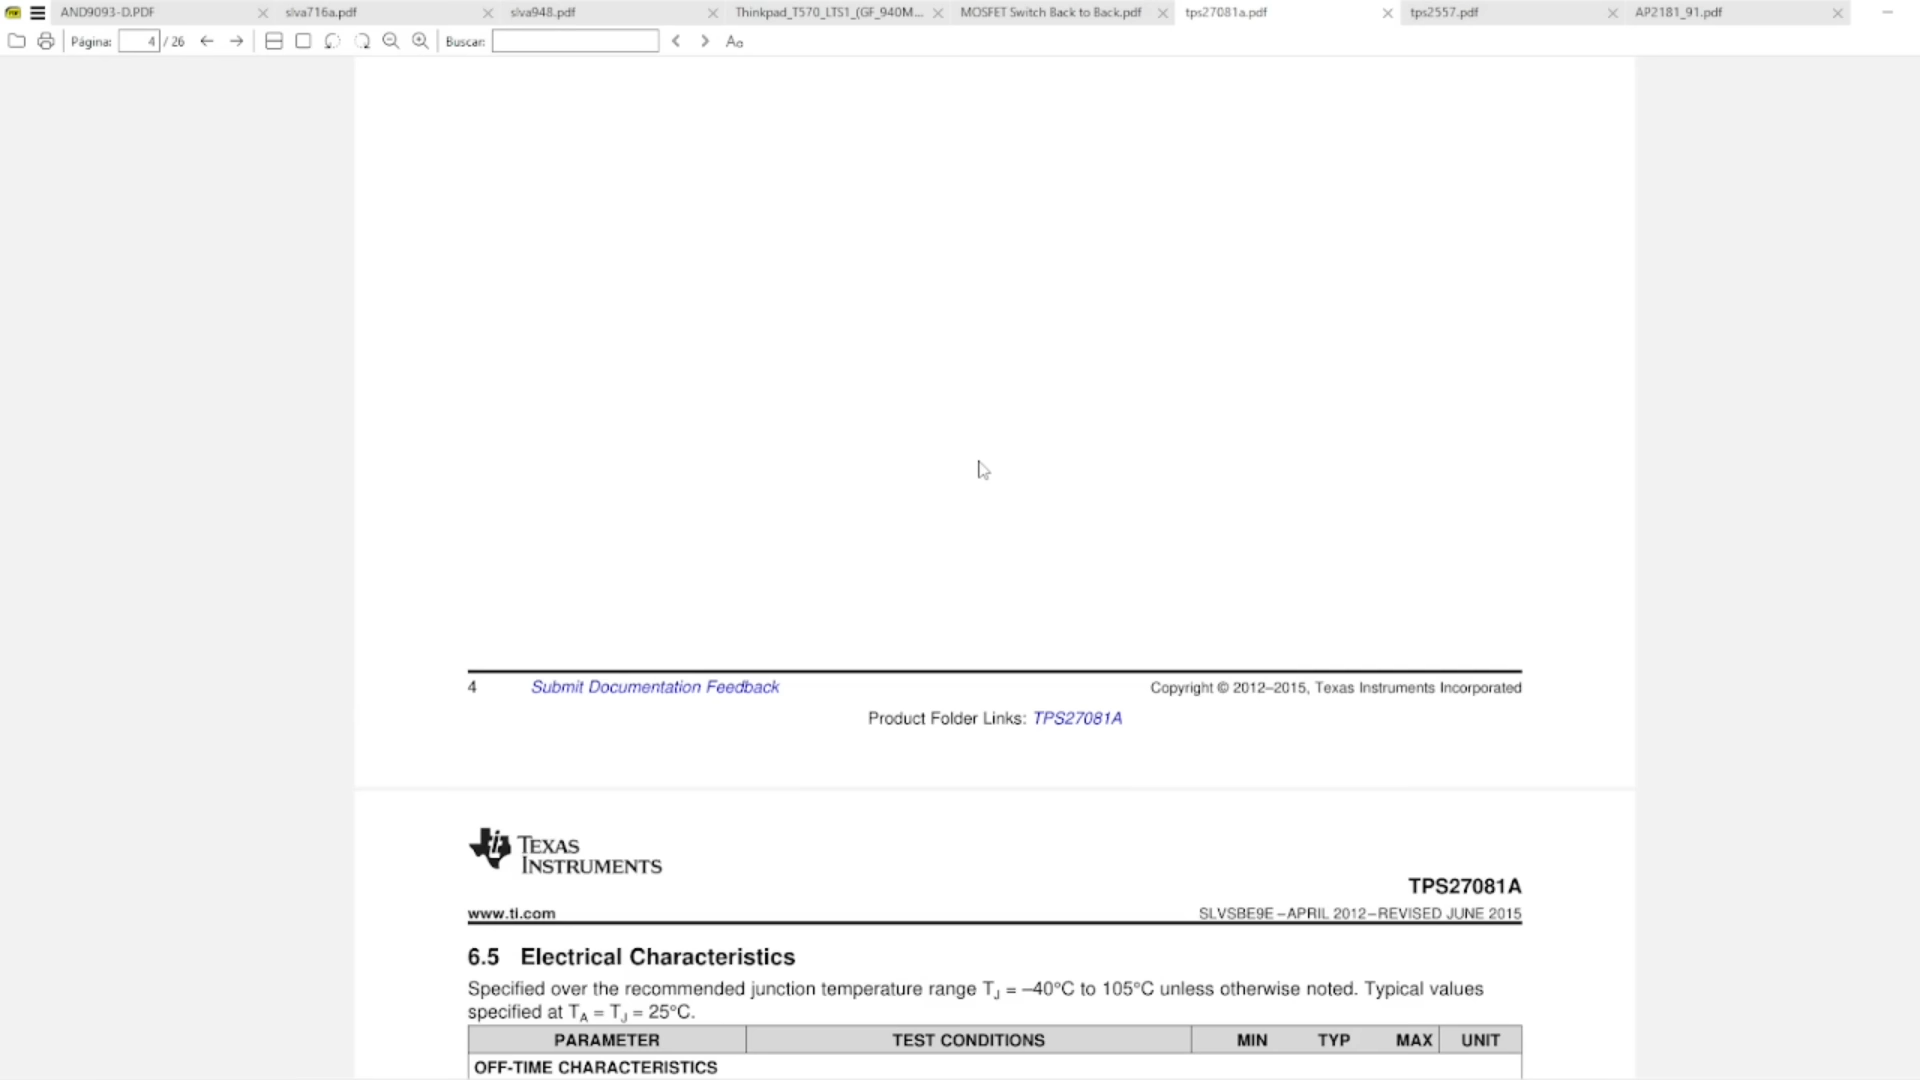 AND9093-D.PDF
slva716a.pdf
slva948.pdf
Thinkpad_T570_LTS1_(GF_940M...
MOSFET Switch Back to Back.pdf
tps27081a.pdf
tps2557.pdf
AP2181_91.pdf
Página: 4 / 26
Buscar:
Aa
4 Submit Documentation Feedback Copyright © 2012–2015, Texas Instruments Incorporated
Product Folder Links: TPS27081A
TEXAS
INSTRUMENTS
TPS27081A
www.ti.com SLVSBE9E –APRIL 2012–REVISED JUNE 2015
6.5 Electrical Characteristics
Specified over the recommended junction temperature range TJ = –40°C to 105°C unless otherwise noted. Typical values
specified at TA = TJ = 25°C.
PARAMETER TEST CONDITIONS MIN TYP MAX UNIT
OFF-TIME CHARACTERISTICS